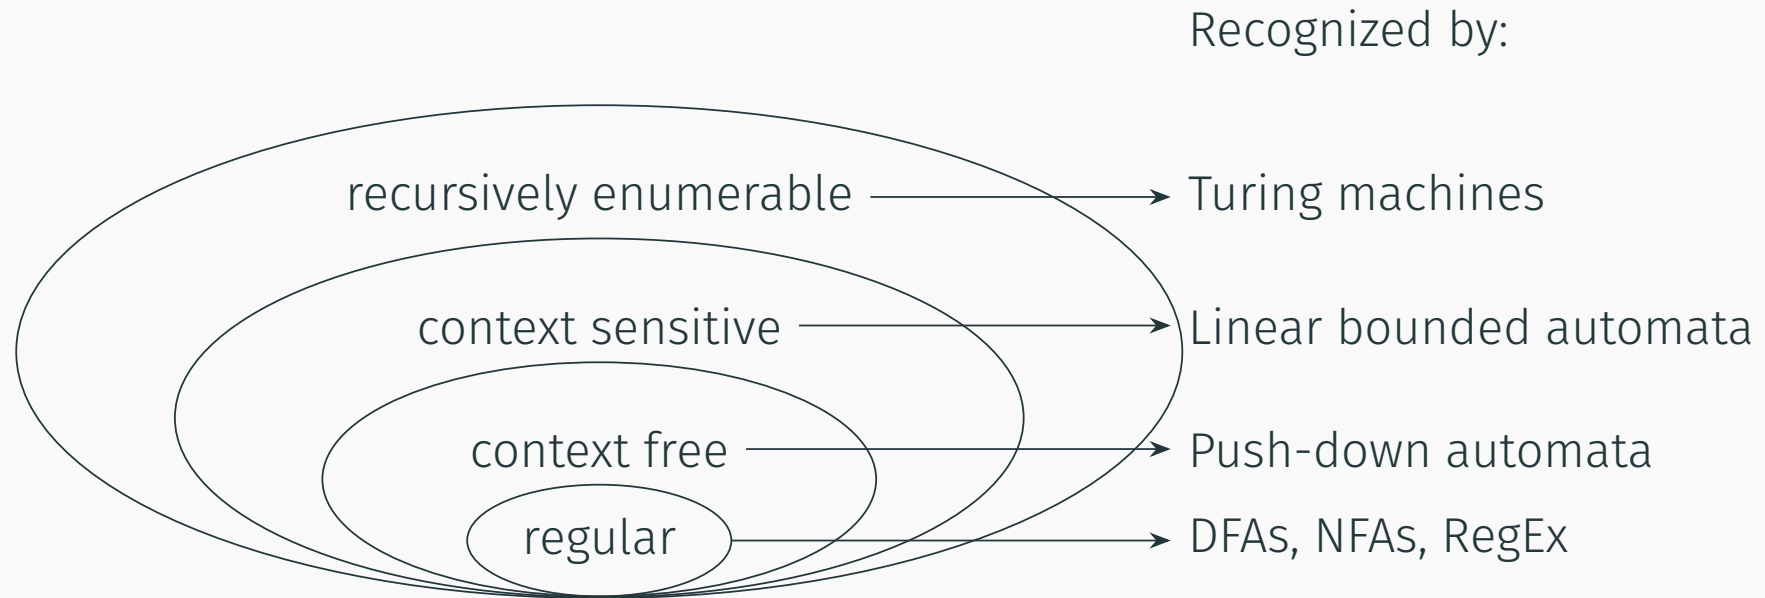 Recognized by:
recursively enumerable
Turing machines
context sensitive
Linear bounded automata
context free
Push-down automata
regular
DFAs, NFAs, RegEx